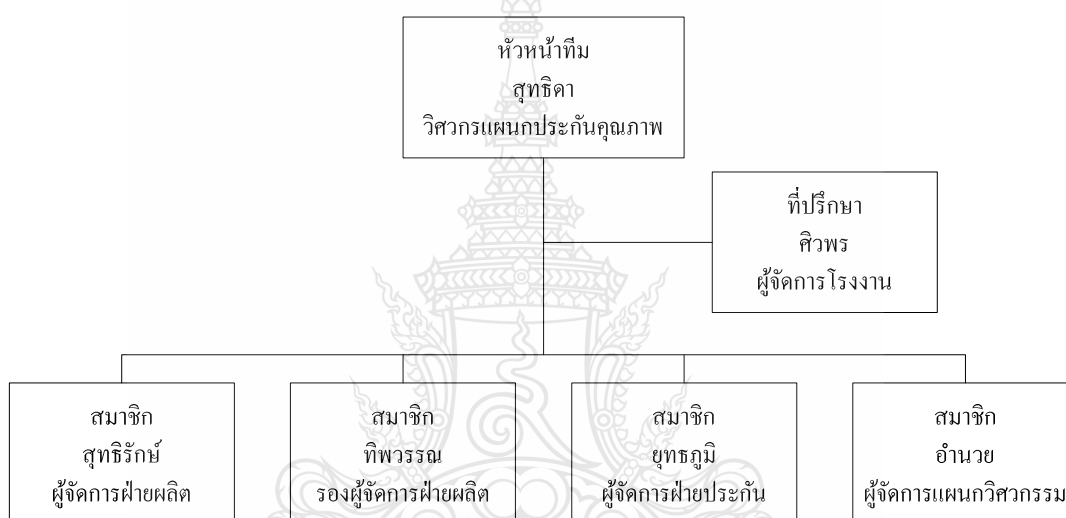 หัวหน้าทีม
สุทธิดา
วิศวกรแผนกประกันคุณภาพ
ที่ปรึกษา
ศิวพร
ผู้จัดการโรงงาน
สมาชิก
สุทธิรักษ์
ผู้จัดการฝ่ายผลิต
สมาชิก
ทิพวรรณ
รองผู้จัดการฝ่ายผลิต
สมาชิก
ยุทธภูมิ
ผู้จัดการฝ่ายประกัน
สมาชิก
อำนวย
ผู้จัดการแผนกวิศวกรรม